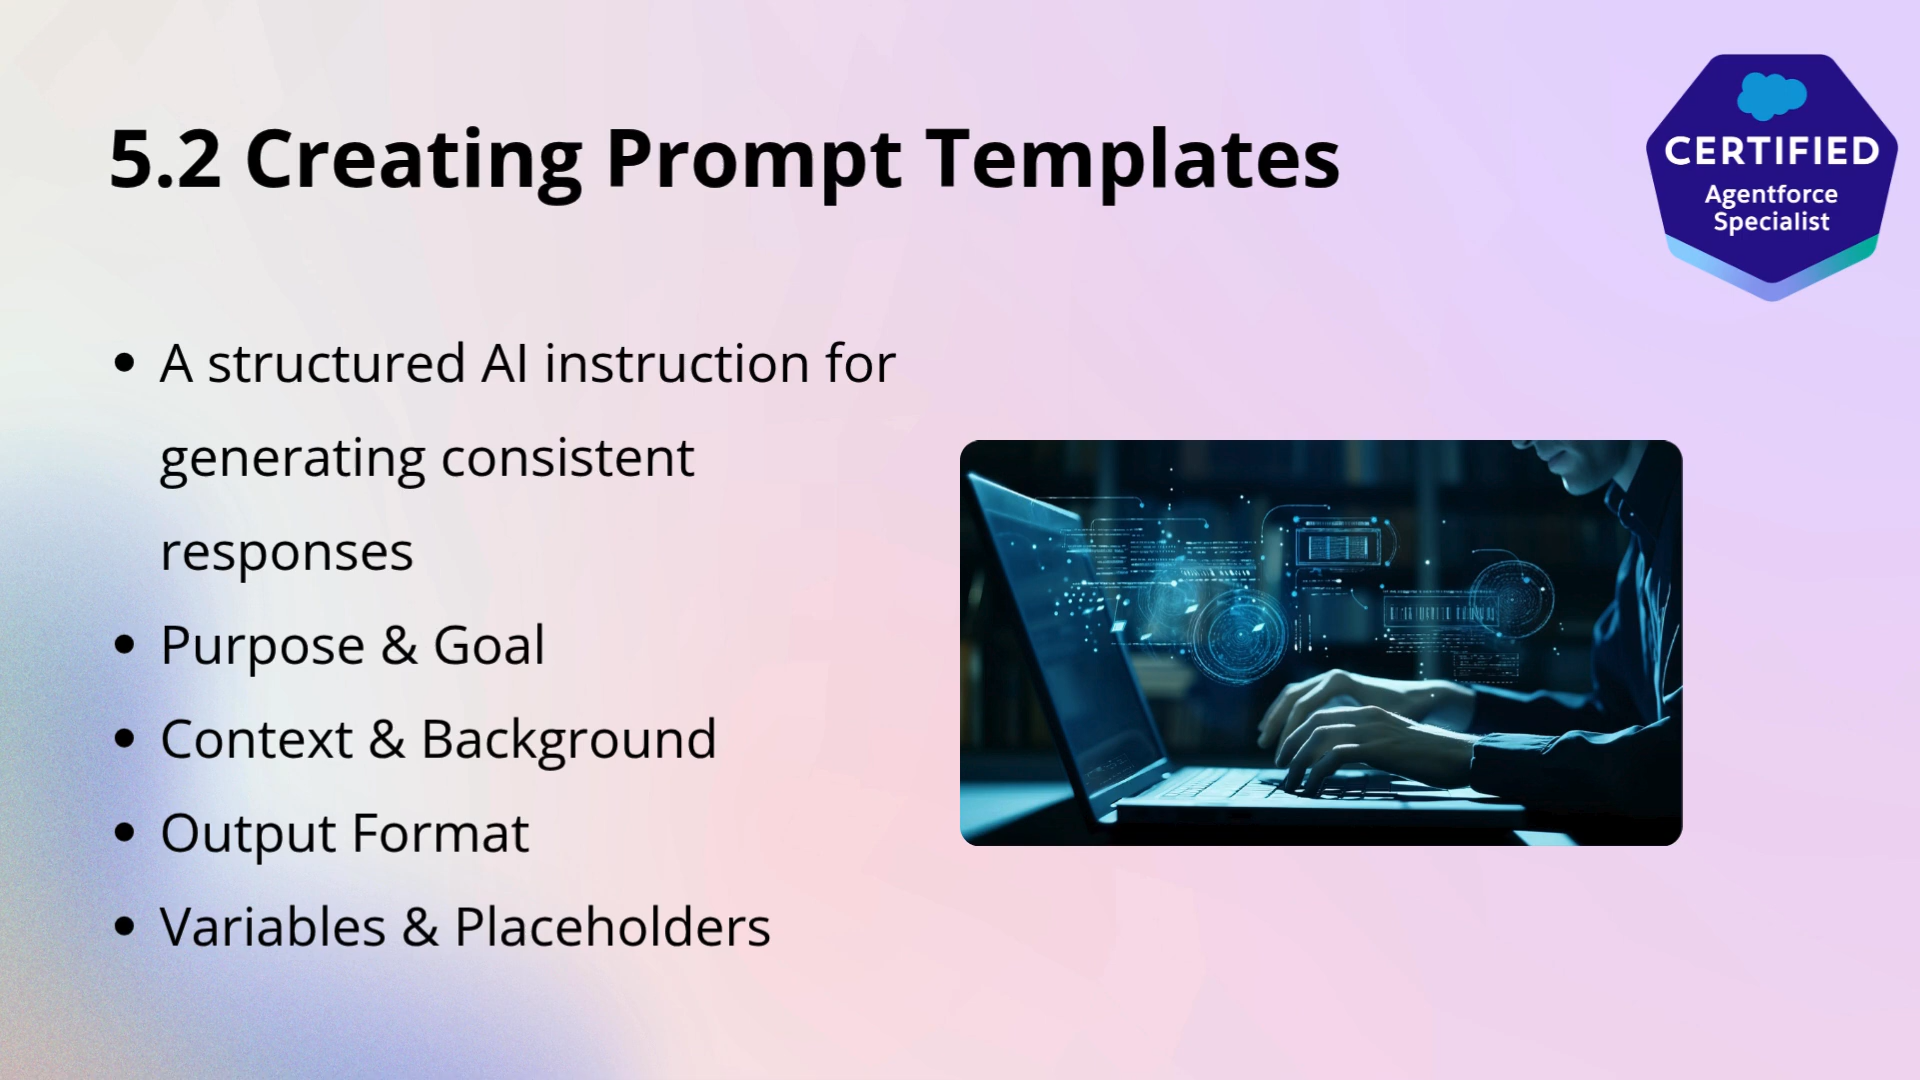 5.2 Creating Prompt Templates
CERTIFIED
Agentforce
Specialist
• A structured AI instruction for
generating consistent
responses
• Purpose & Goal
• Context & Background
• Output Format
• Variables & Placeholders